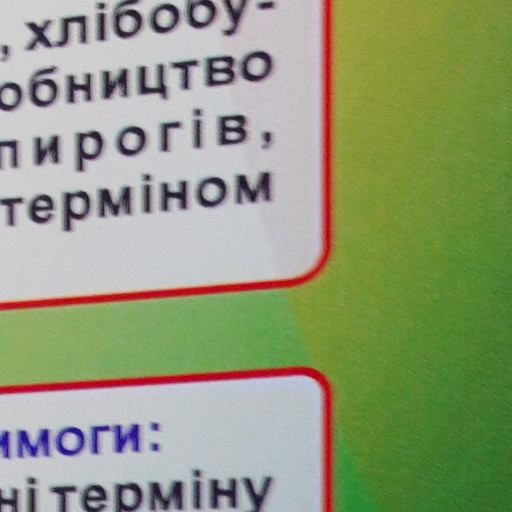 , хлібобу-
обництво
пирогів,
терміном
имоги:
ні терміну